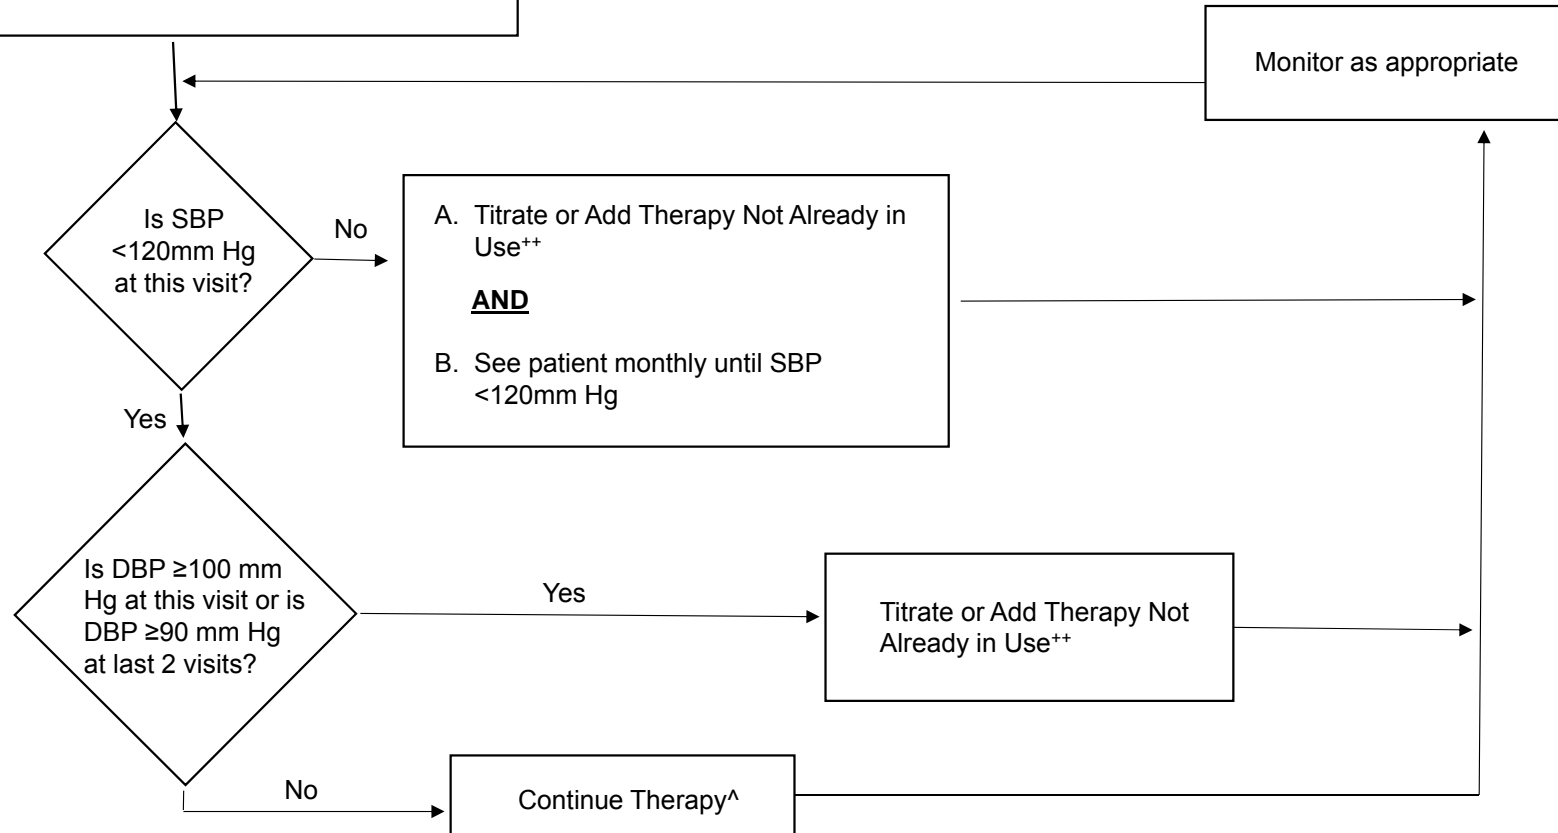 Monitor as appropriate
Is SBP
<120mm Hg
at this visit?
No
A. Titrate or Add Therapy Not Already in
Use++
AND
B. See patient monthly until SBP
<120mm Hg
Yes
Is DBP ≥100 mm
Hg at this visit or is
DBP ≥90 mm Hg
at last 2 visits?
Yes
Titrate or Add Therapy Not
Already in Use++
No
Continue Therapy^